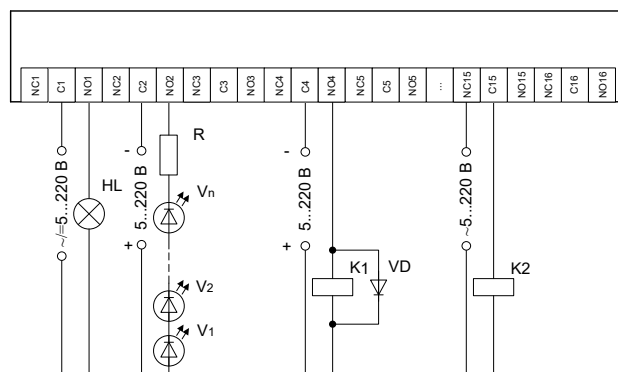 NC1 C1 NO1 NC2 C2 NO2 NC3 C3 NO3 NC4 C4 NO4 NC5 C5 NO5 ... NC15 C15 NO15 NC16 C16 NO16
~/=5...220 В
HL
-
5...220 В
+
R
Vn
V2
V1
-
5...220 В
+
K1
VD
~5...220 В
K2